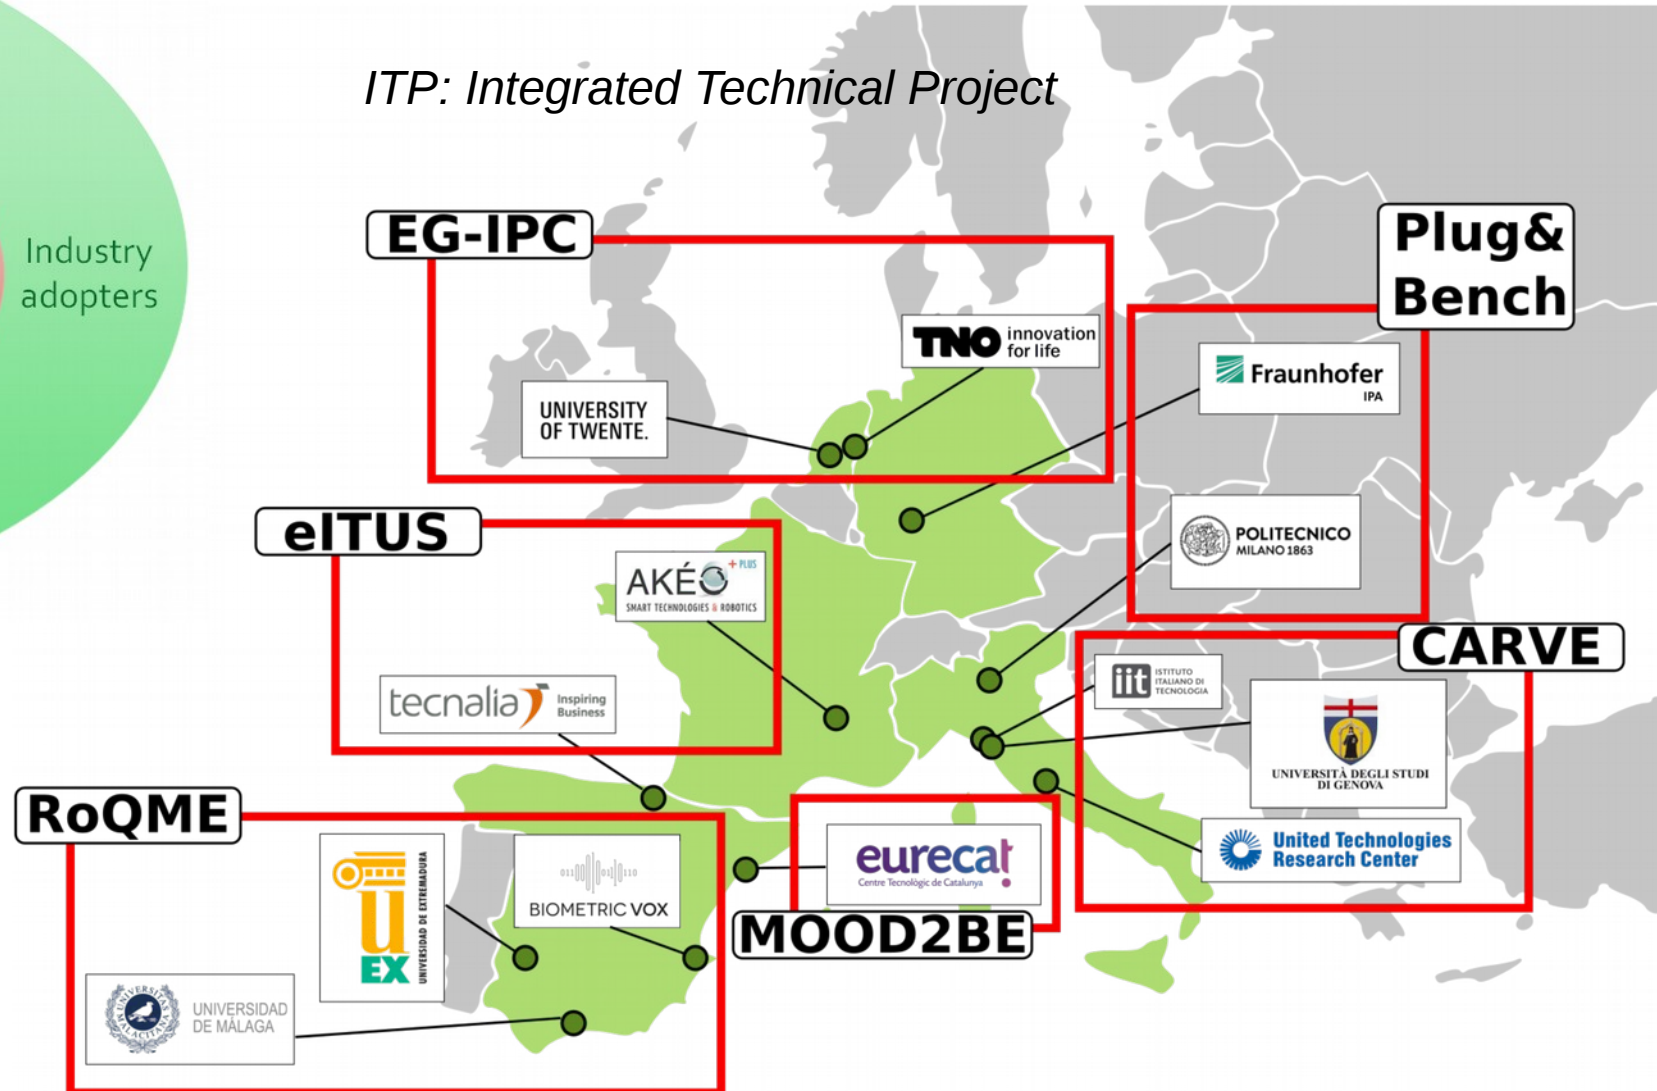 ITP: Integrated Technical Project
Industry
adopters
EG-IPC
TNO innovation
for life
UNIVERSITY
OF TWENTE.
Plug&
Bench
Fraunhofer
IPA
POLITECNICO
MILANO 1863
eITUS
AKÉO + PLUS
SMART TECHNOLOGIES & ROBOTICS
tecnalia Inspiring
Business
CARVE
iit ISTITUTO
ITALIANO DI
TECNOLOGIA
UNIVERSITÀ DEGLI STUDI
DI GENOVA
United Technologies
Research Center
RoQME
uEX
UNIVERSIDAD DE EXTREMADURA
BIOMETRIC VOX
UNIVERSIDAD
DE MÁLAGA
eurecat
Centre Tecnològic de Catalunya
MOOD2BE